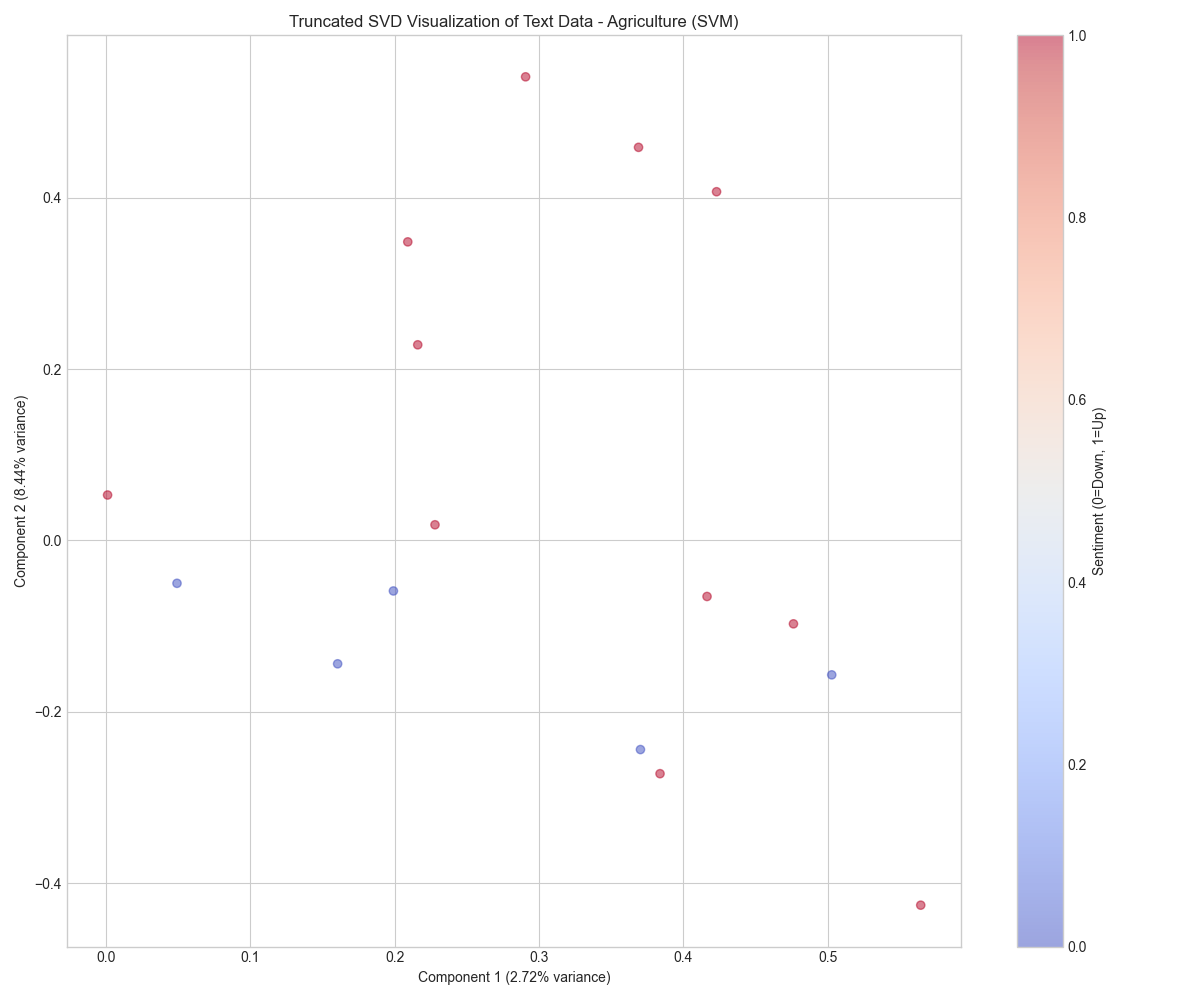 Truncated SVD Visualization of Text Data - Agriculture (SVM)
Component 2 (8.44% variance)
0.4
0.2
0.0
−0.2
−0.4
0.0 0.1 0.2 0.3 0.4 0.5
Component 1 (2.72% variance)
1.0
0.8
0.6
0.4
0.2
0.0
Sentiment (0=Down, 1=Up)